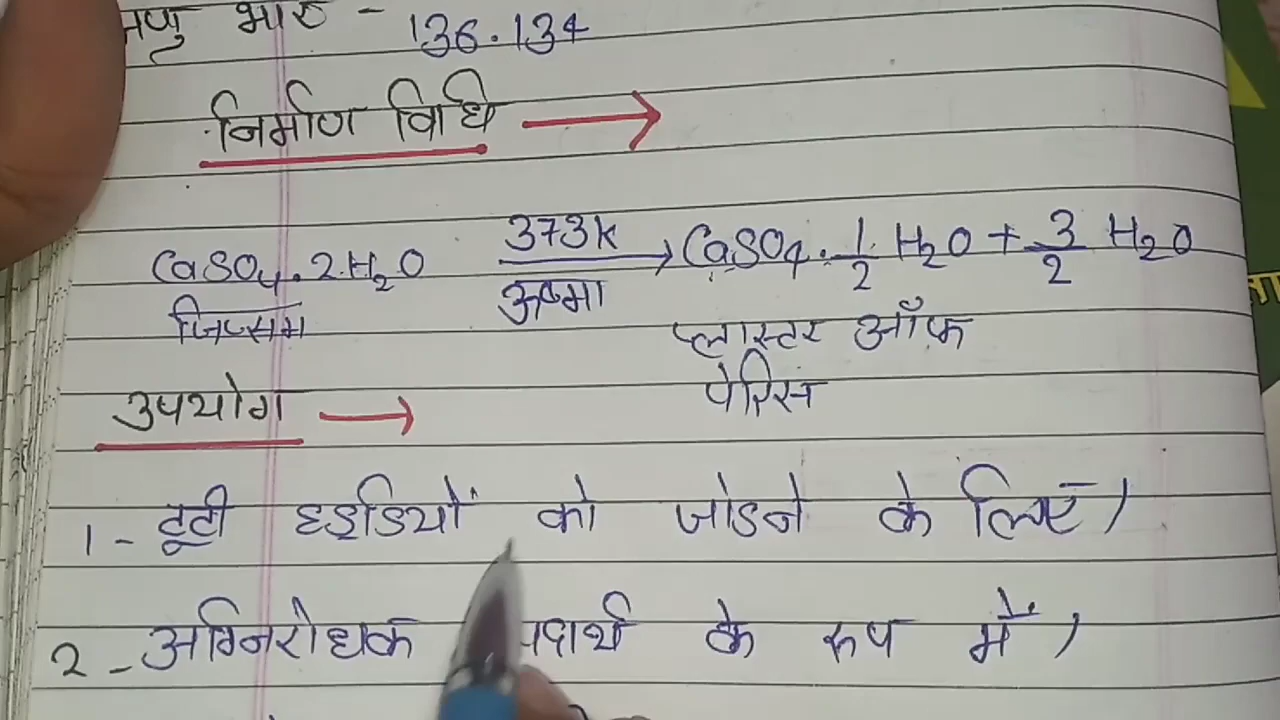 भार - 136.134
निर्माण विधि →
CaSO4.2H2O 373K ऊष्मा → CaSO4.1/2 H2O + 3/2 H2O
जिप्सम प्लास्टर ऑफ
पेरिस
उपयोग →
1- टूटी हड्डियों को जोडने के लिए।
2- अग्निरोधक पदार्थ के रूप में।